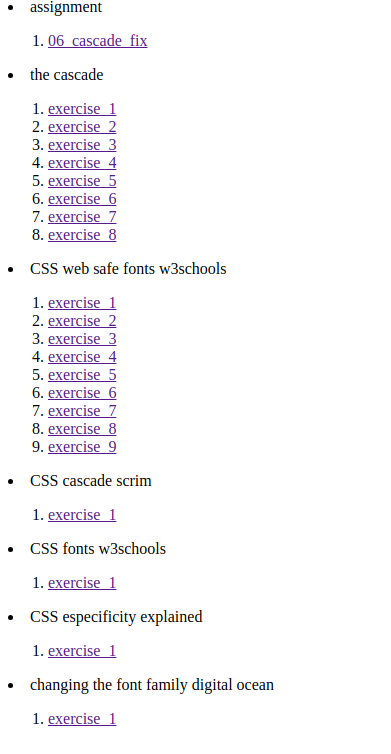 • assignment
1. 06_cascade_fix
• the cascade
1. exercise_1
2. exercise_2
3. exercise_3
4. exercise_4
5. exercise_5
6. exercise_6
7. exercise_7
8. exercise_8
• CSS web safe fonts w3schools
1. exercise_1
2. exercise_2
3. exercise_3
4. exercise_4
5. exercise_5
6. exercise_6
7. exercise_7
8. exercise_8
9. exercise_9
• CSS cascade scrim
1. exercise_1
• CSS fonts w3schools
1. exercise_1
• CSS especificity explained
1. exercise_1
• changing the font family digital ocean
1. exercise_1